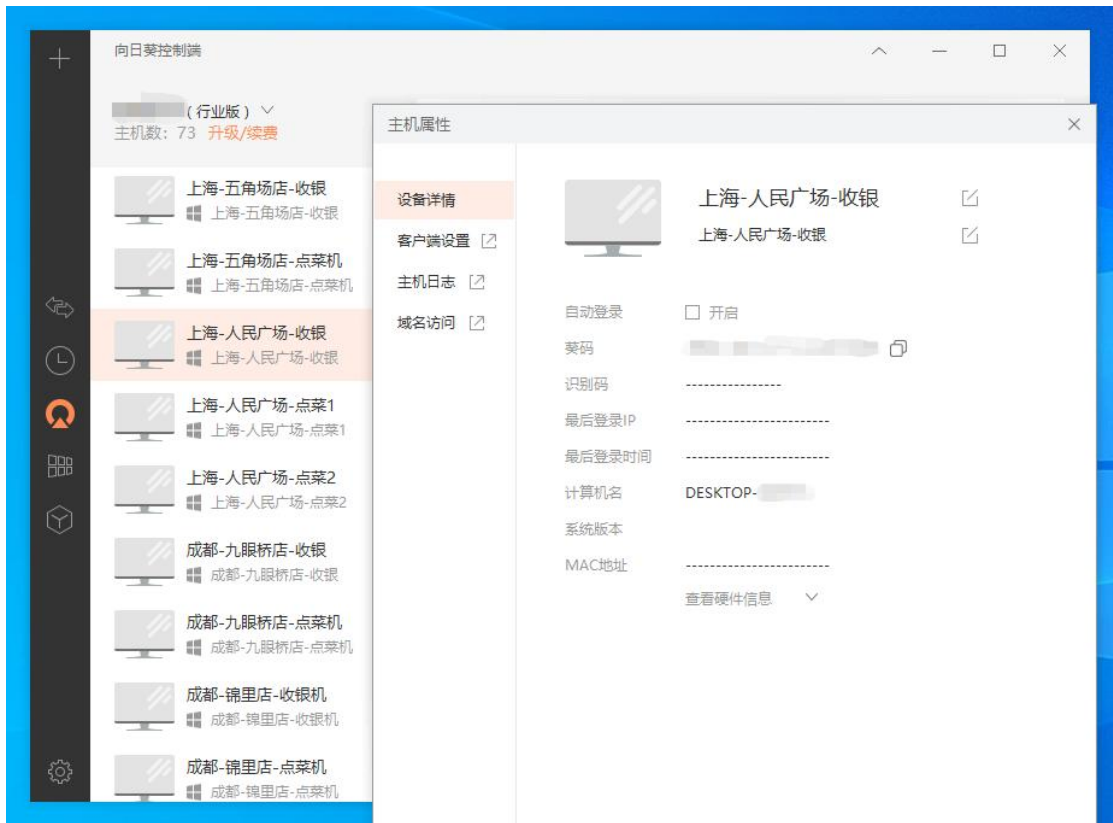 向日葵控制端
(行业版)
主机数: 73 升级/续费
上海-五角场店-收银
上海-五角场店-收银
上海-五角场店-点菜机
上海-五角场店-点菜机
上海-人民广场-收银
上海-人民广场-收银
上海-人民广场-点菜1
上海-人民广场-点菜1
上海-人民广场-点菜2
上海-人民广场-点菜2
成都-九眼桥店-收银
成都-九眼桥店-收银
成都-九眼桥店-点菜机
成都-九眼桥店-点菜机
成都-锦里店-收银机
成都-锦里店-收银机
成都-锦里店-点菜机
成都-锦里店-点菜机
主机属性
设备详情
客户端设置
主机日志
域名访问
上海-人民广场-收银
上海-人民广场-收银
自动登录 开启
葵码
识别码 ----------------
最后登录IP ------------------------
最后登录时间 ------------------------
计算机名 DESKTOP-
系统版本
MAC地址 ------------------------
查看硬件信息